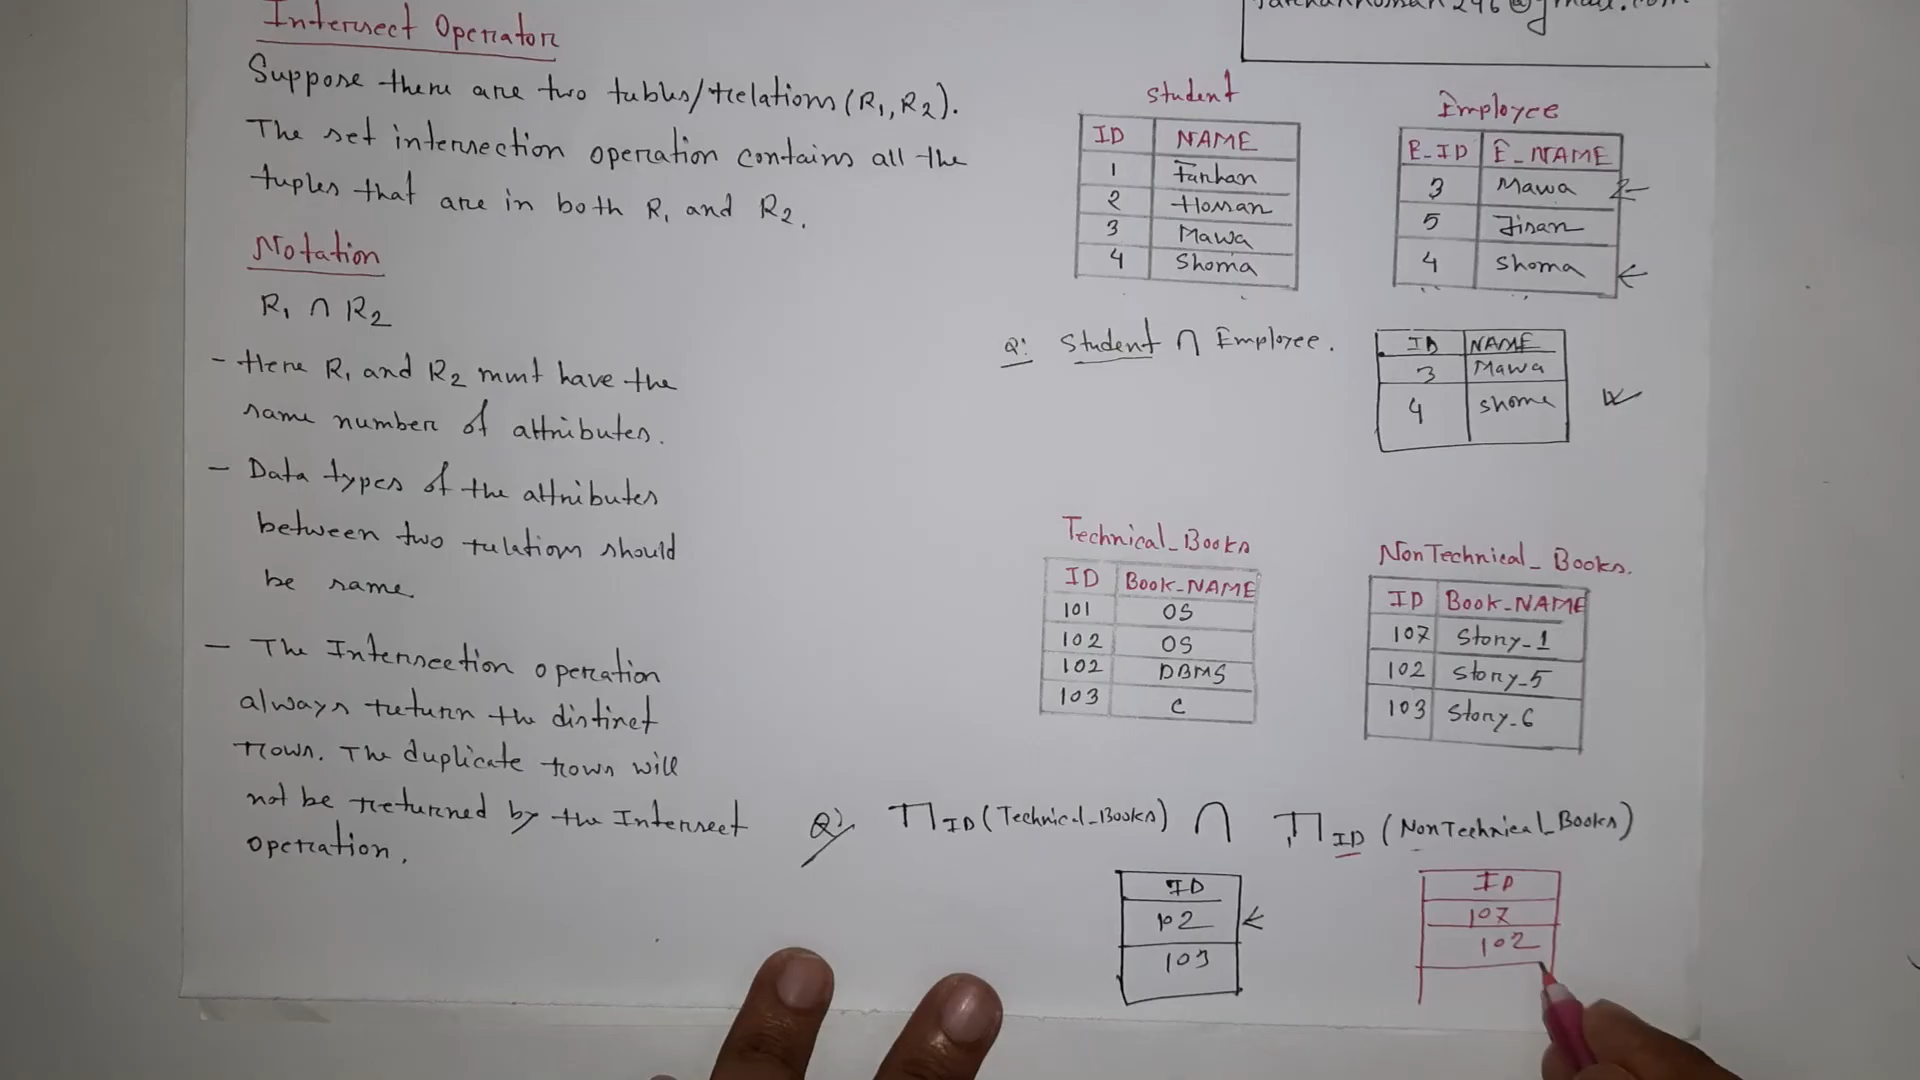 Intersect Operator
Suppose there are two tables/relations (R1, R2).
The set intersection operation contains all the
tuples that are in both R1 and R2.
Notation
R1 ∩ R2
- Here R1 and R2 must have the
same number of attributes.
- Data types of the attributes
between two relations should
be same.
- The Intersection operation
always return the distinct
rows. The duplicate rows will
not be returned by the Intersect
operation.
Student
ID NAME
1 Farhan
2 Hossan
3 Mawa
4 Shoma
Employee
E_ID E_NAME
3 Mawa
5 Jisan
4 Shoma
Q: Student ∩ Employee.
ID NAME
3 Mawa
4 Shoma
Technical_Books
ID Book_NAME
101 OS
102 OS
102 DBMS
103 C
NonTechnical_Books.
ID Book_NAME
107 Story_1
102 Story_5
103 Story_6
Q: Π ID (Technical_Books) ∩ Π ID (NonTechnical_Books)
ID
102
103
ID
107
102